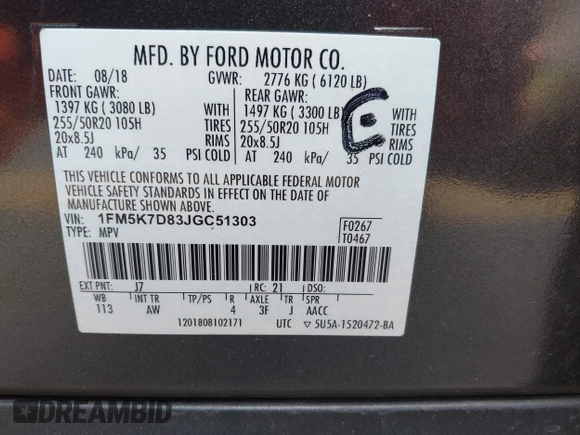 MFD. BY FORD MOTOR CO.
DATE: 08/18 GVWR: 2776 KG ( 6120 LB)
FRONT GAWR: REAR GAWR:
1397 KG ( 3080 LB) WITH 1497 KG ( 3300 LB) WITH
255/50R20 105H TIRES 255/50R20 105H TIRES
20x8.5J RIMS 20x8.5J RIMS
AT 240 kPa/ 35 PSI COLD AT 240 kPa/ 35 PSI COLD
THIS VEHICLE CONFORMS TO ALL APPLICABLE FEDERAL MOTOR
VEHICLE SAFETY STANDARDS IN EFFECT ON THE DATE OF
MANUFACTURE SHOWN ABOVE.
VIN: 1FM5K7D83JGC51303 F0267
TYPE: MPV T0467
EXT PNT: J7 RC: 21 DSO:
WB INT TR TP/PS R AXLE TR SPR
113 AW 4 3F J AACC
1201808102171 UTC ▽ 5U5A-1520472-BA
DREAMBID